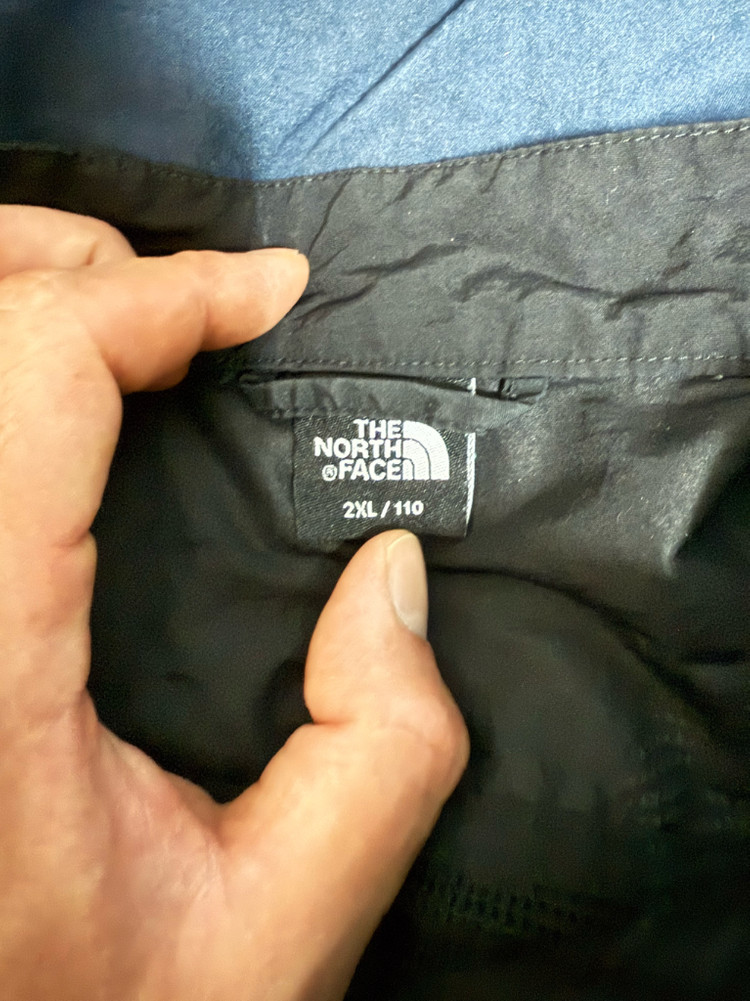 THE
NORTH
®FACE
2XL / 110